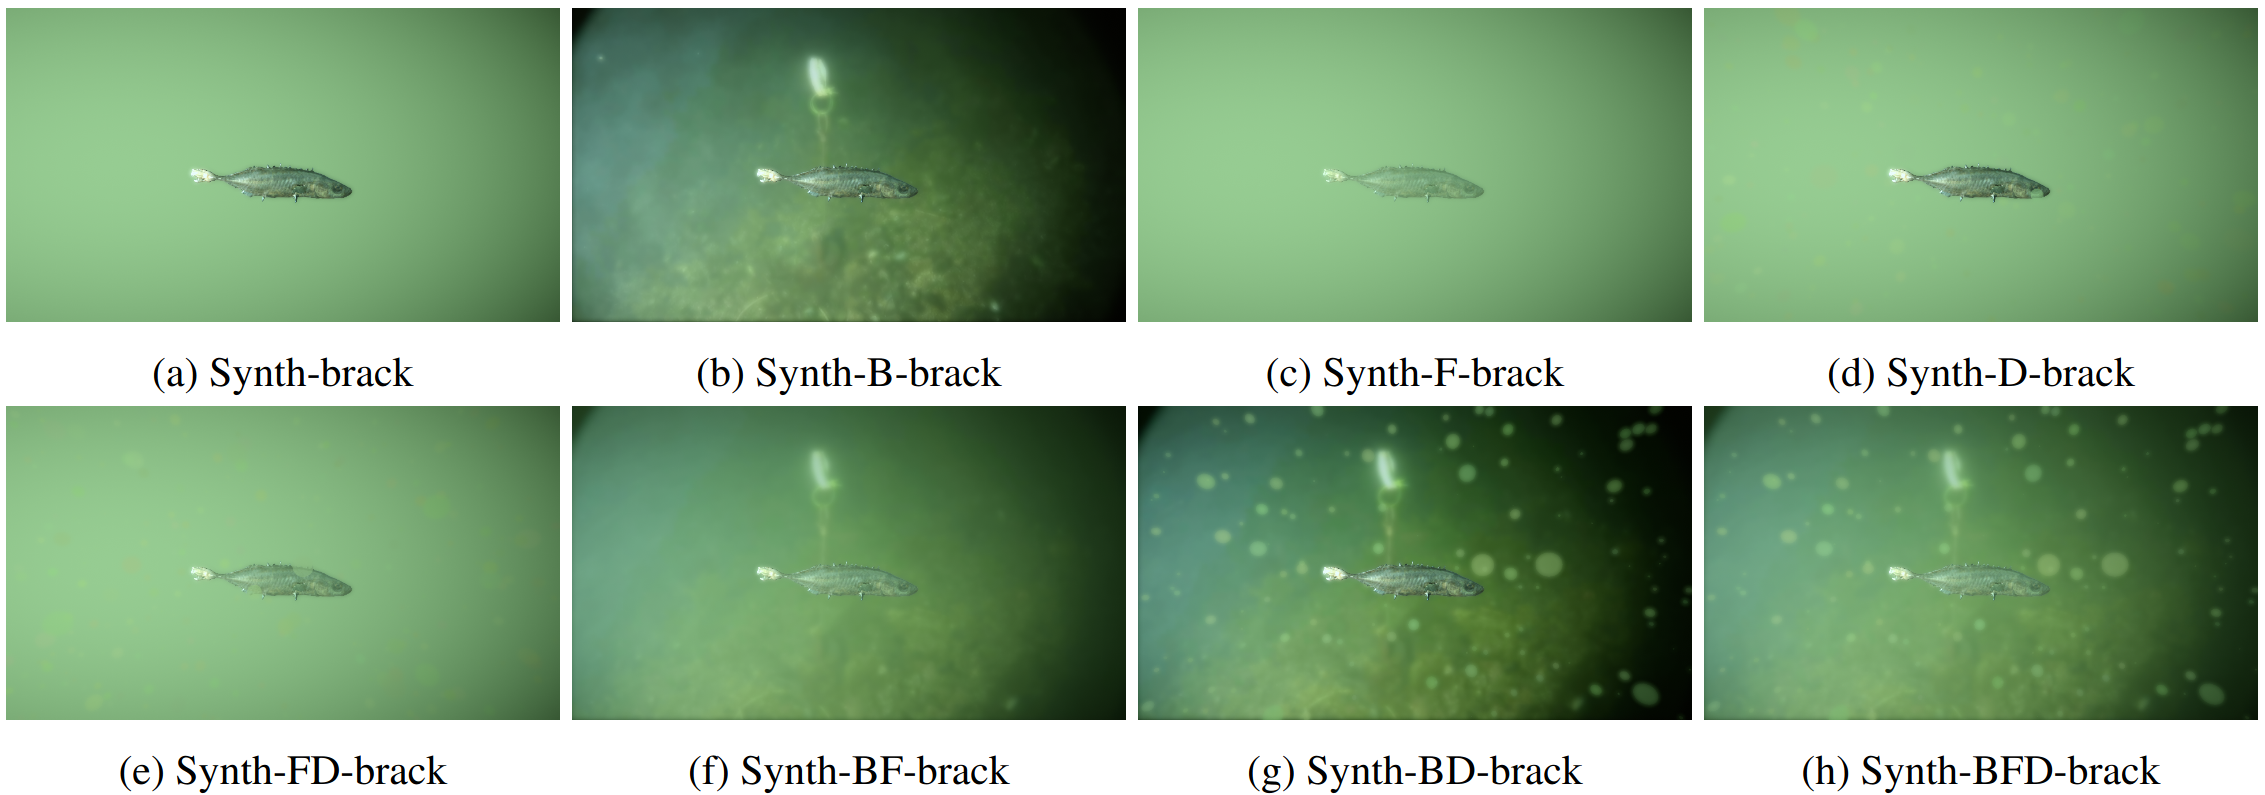 (a) Synth-brack
(b) Synth-B-brack
(c) Synth-F-brack
(d) Synth-D-brack
(e) Synth-FD-brack
(f) Synth-BF-brack
(g) Synth-BD-brack
(h) Synth-BFD-brack